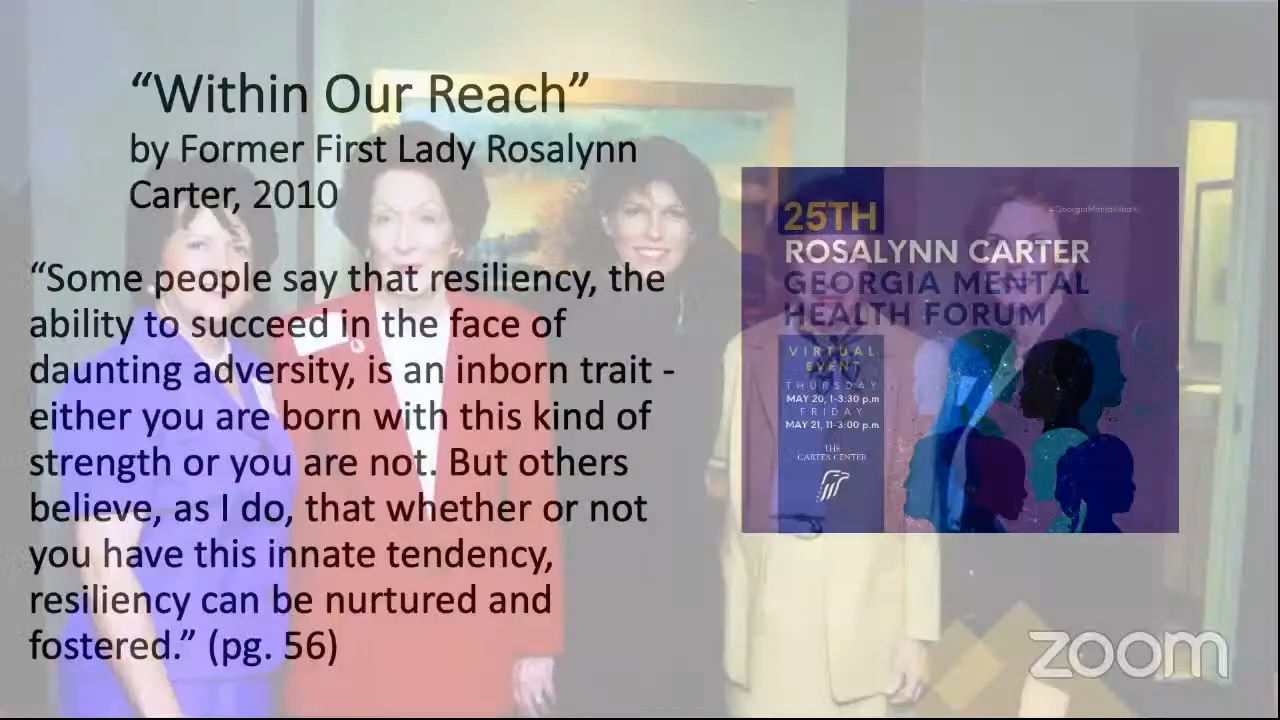 “Within Our Reach”
by Former First Lady Rosalynn
Carter, 2010
“Some people say that resiliency, the
ability to succeed in the face of
daunting adversity, is an inborn trait -
either you are born with this kind of
strength or you are not. But others
believe, as I do, that whether or not
you have this innate tendency,
resiliency can be nurtured and
fostered.” (pg. 56)
25TH
ROSALYNN CARTER
GEORGIA MENTAL
HEALTH FORUM
VIRTUAL
EVENT
THURSDAY
MAY 20, 1-3:30 p.m
FRIDAY
MAY 21, 11-3:00 p.m
THE
CARTER CENTER
zoom